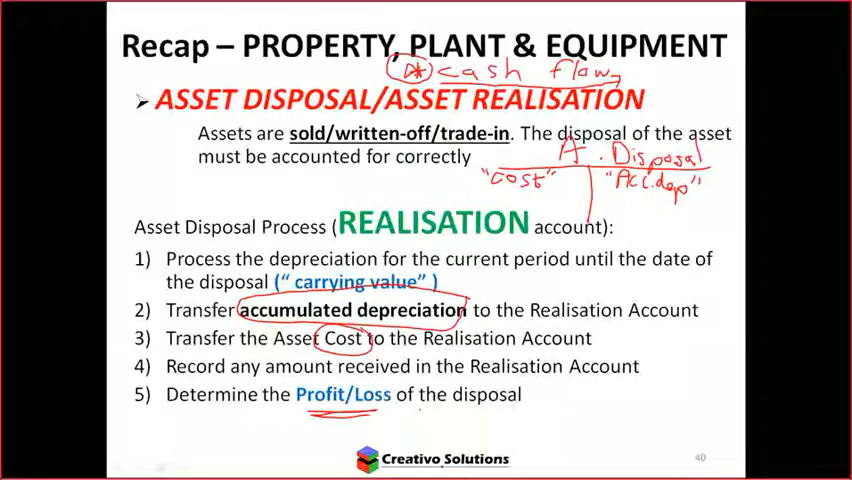 Recap – PROPERTY, PLANT & EQUIPMENT
cash flow
ASSET DISPOSAL/ASSET REALISATION
Assets are sold/written-off/trade-in. The disposal of the asset
must be accounted for correctly
A. Disposal
"cost" "Acc.dep"
Asset Disposal Process (REALISATION account):
1) Process the depreciation for the current period until the date of
the disposal (“ carrying value” )
2) Transfer accumulated depreciation to the Realisation Account
3) Transfer the Asset Cost to the Realisation Account
4) Record any amount received in the Realisation Account
5) Determine the Profit/Loss of the disposal
Creativo Solutions
40